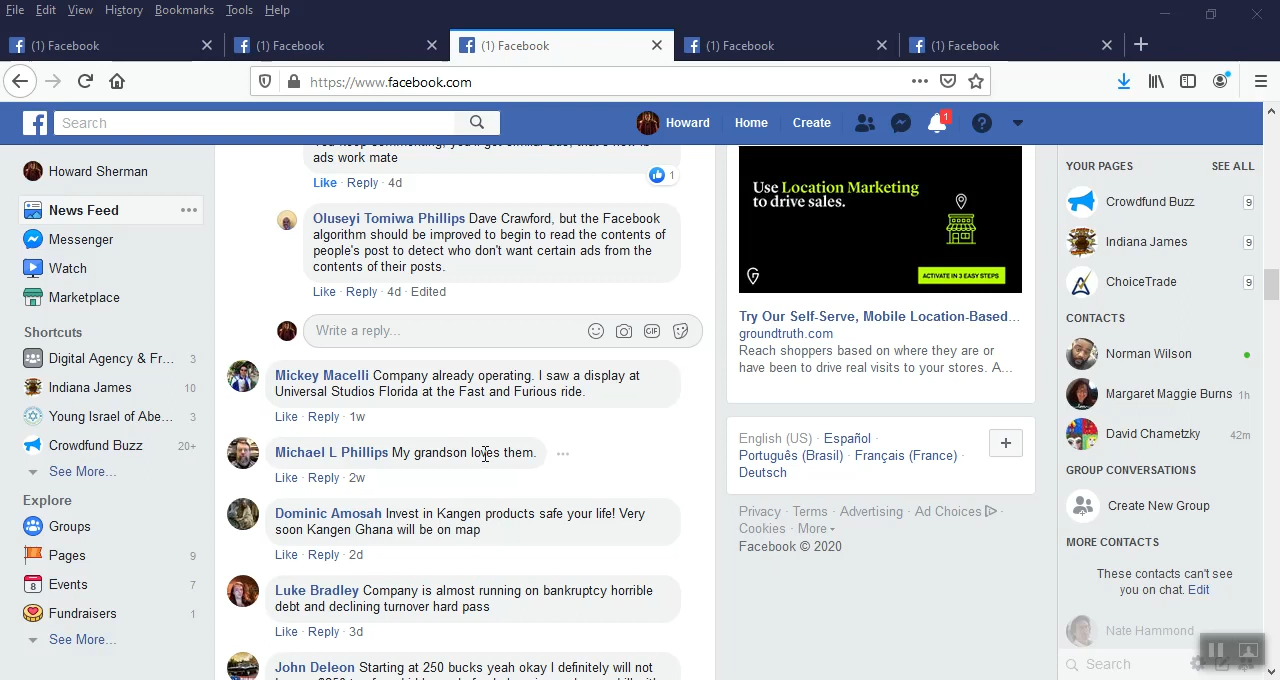 File Edit View History Bookmarks Tools Help
(1) Facebook
(1) Facebook
(1) Facebook
(1) Facebook
(1) Facebook
https://www.facebook.com
Search
Howard Home Create 1
Howard Sherman
News Feed
Messenger
Watch
Marketplace
Shortcuts
Digital Agency & Fr... 3
Indiana James 10
Young Israel of Abe... 3
Crowdfund Buzz 20+
See More...
Explore
Groups
Pages 9
Events 7
Fundraisers 1
See More...
ads work mate
Like · Reply · 4d
1
Oluseyi Tomiwa Phillips Dave Crawford, but the Facebook
algorithm should be improved to begin to read the contents of
people's post to detect who don't want certain ads from the
contents of their posts.
Like · Reply · 4d · Edited
Write a reply...
GIF
Mickey Macelli Company already operating. I saw a display at
Universal Studios Florida at the Fast and Furious ride.
Like · Reply · 1w
Michael L Phillips My grandson loves them.
Like · Reply · 2w
Dominic Amosah Invest in Kangen products safe your life! Very
soon Kangen Ghana will be on map
Like · Reply · 2d
Luke Bradley Company is almost running on bankruptcy horrible
debt and declining turnover hard pass
Like · Reply · 3d
John Deleon Starting at 250 bucks yeah okay I definitely will not
Use Location Marketing
to drive sales.
ACTIVATE IN 3 EASY STEPS
Try Our Self-Serve, Mobile Location-Based...
groundtruth.com
Reach shoppers based on where they are or
have been to drive real visits to your stores. A...
English (US) · Español ·
Português (Brasil) · Français (France) ·
Deutsch
Privacy · Terms · Advertising · Ad Choices ·
Cookies · More
Facebook © 2020
YOUR PAGES SEE ALL
Crowdfund Buzz 9
Indiana James 9
ChoiceTrade 9
CONTACTS
Norman Wilson
Margaret Maggie Burns 1h
David Chametzky 42m
GROUP CONVERSATIONS
Create New Group
MORE CONTACTS
These contacts can't see
you on chat. Edit
Nate Hammond
Search